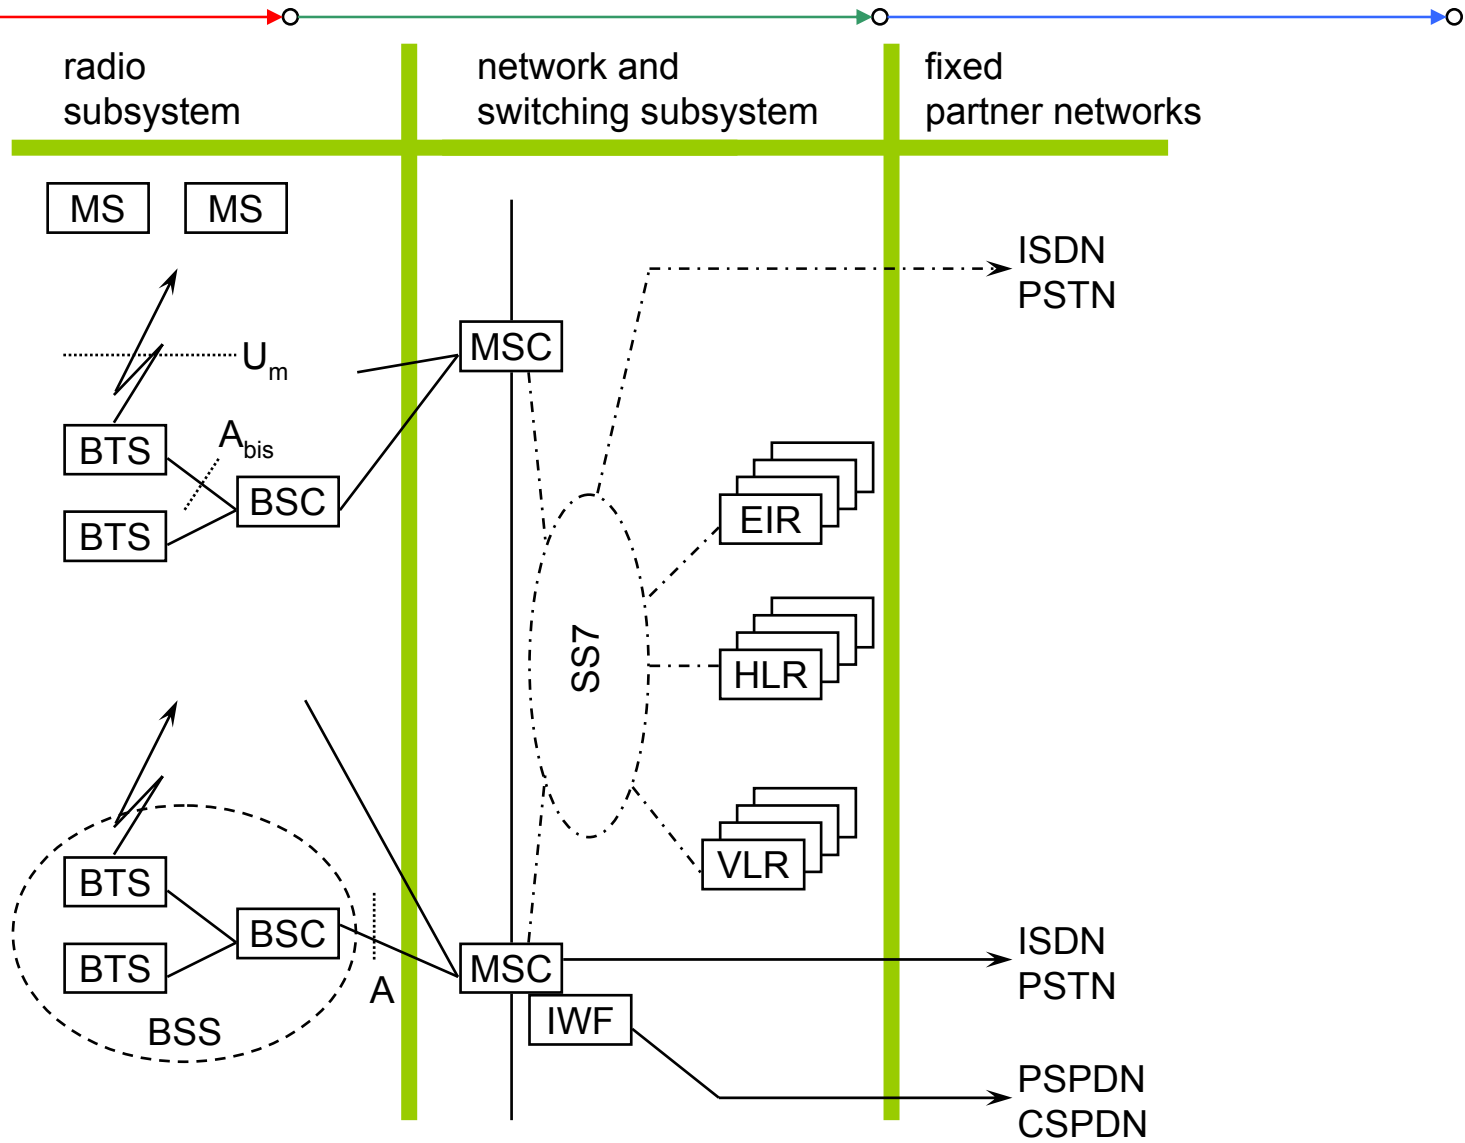 radio
subsystem
network and
switching subsystem
fixed
partner networks
MS
MS
ISDN
PSTN
MSC
Um
Abis
BTS
BSC
BTS
EIR
SS7
HLR
VLR
BTS
BSC
BTS
BSS
A
MSC
ISDN
PSTN
IWF
PSPDN
CSPDN